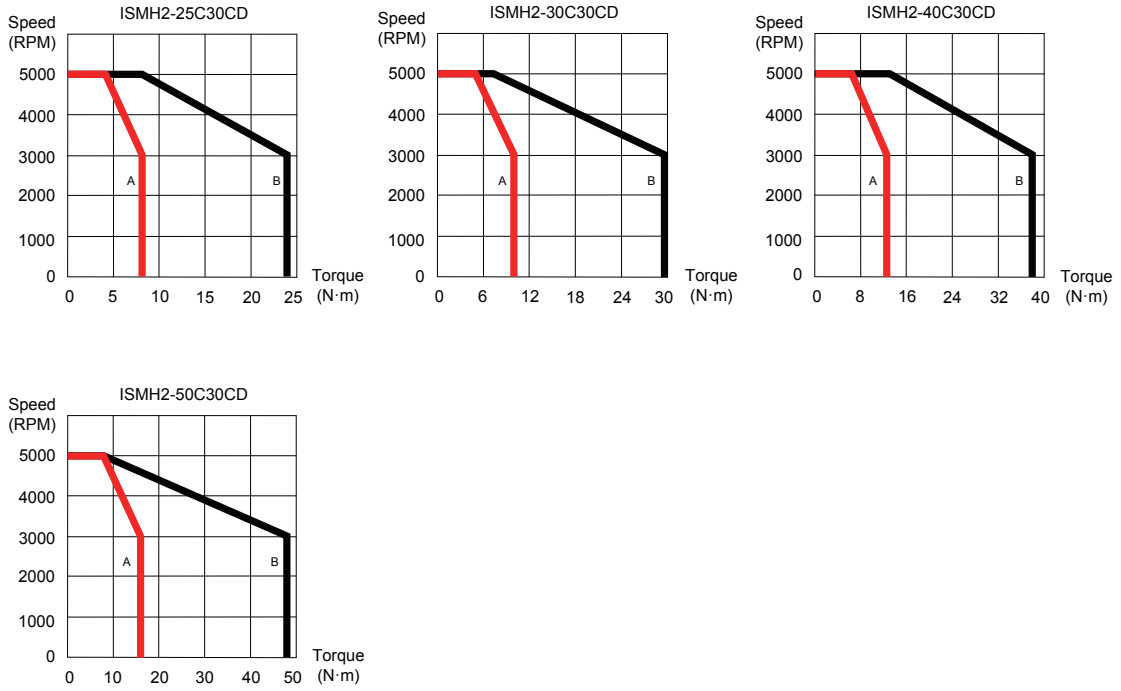 ISMH2-25C30CD
Speed
(RPM)
5000
4000
3000
2000
1000
0
A
B
0 5 10 15 20 25
Torque
(N·m)
ISMH2-30C30CD
Speed
(RPM)
5000
4000
3000
2000
1000
0
A
B
0 6 12 18 24 30
Torque
(N·m)
ISMH2-40C30CD
Speed
(RPM)
5000
4000
3000
2000
1000
0
A
B
0 8 16 24 32 40
Torque
(N·m)
ISMH2-50C30CD
Speed
(RPM)
5000
4000
3000
2000
1000
0
A
B
0 10 20 30 40 50
Torque
(N·m)